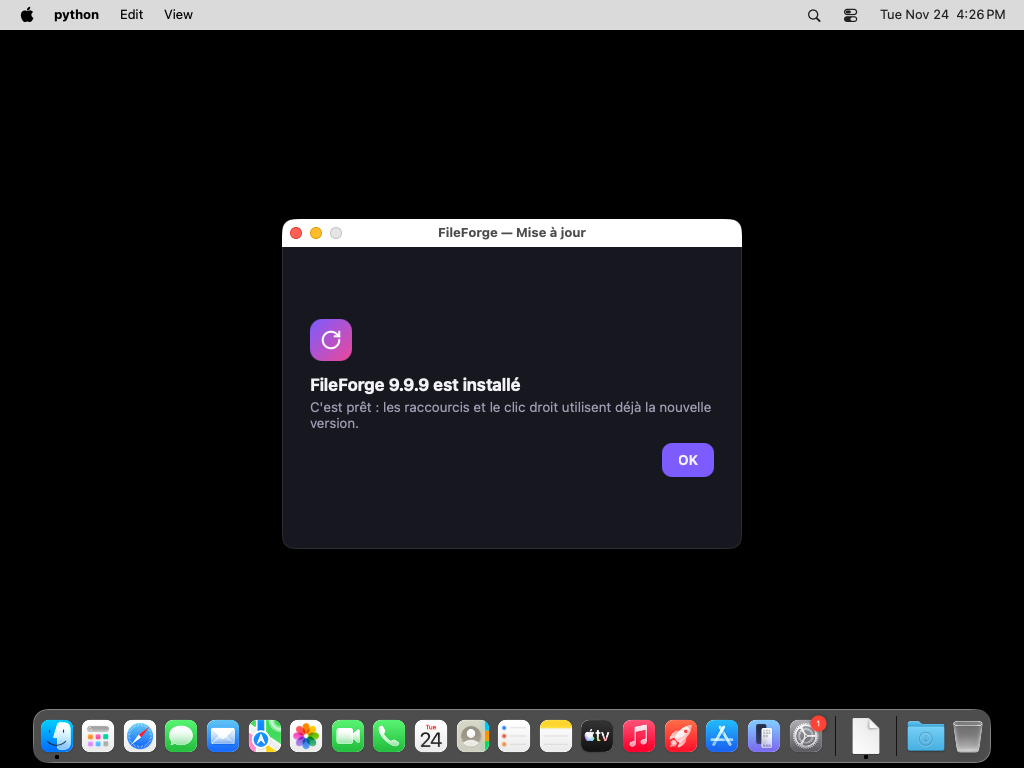 python Edit View Tue Nov 24 4:26 PM
FileForge — Mise à jour
FileForge 9.9.9 est installé
C'est prêt : les raccourcis et le clic droit utilisent déjà la nouvelle
version.
OK
Tue
24
tv
1